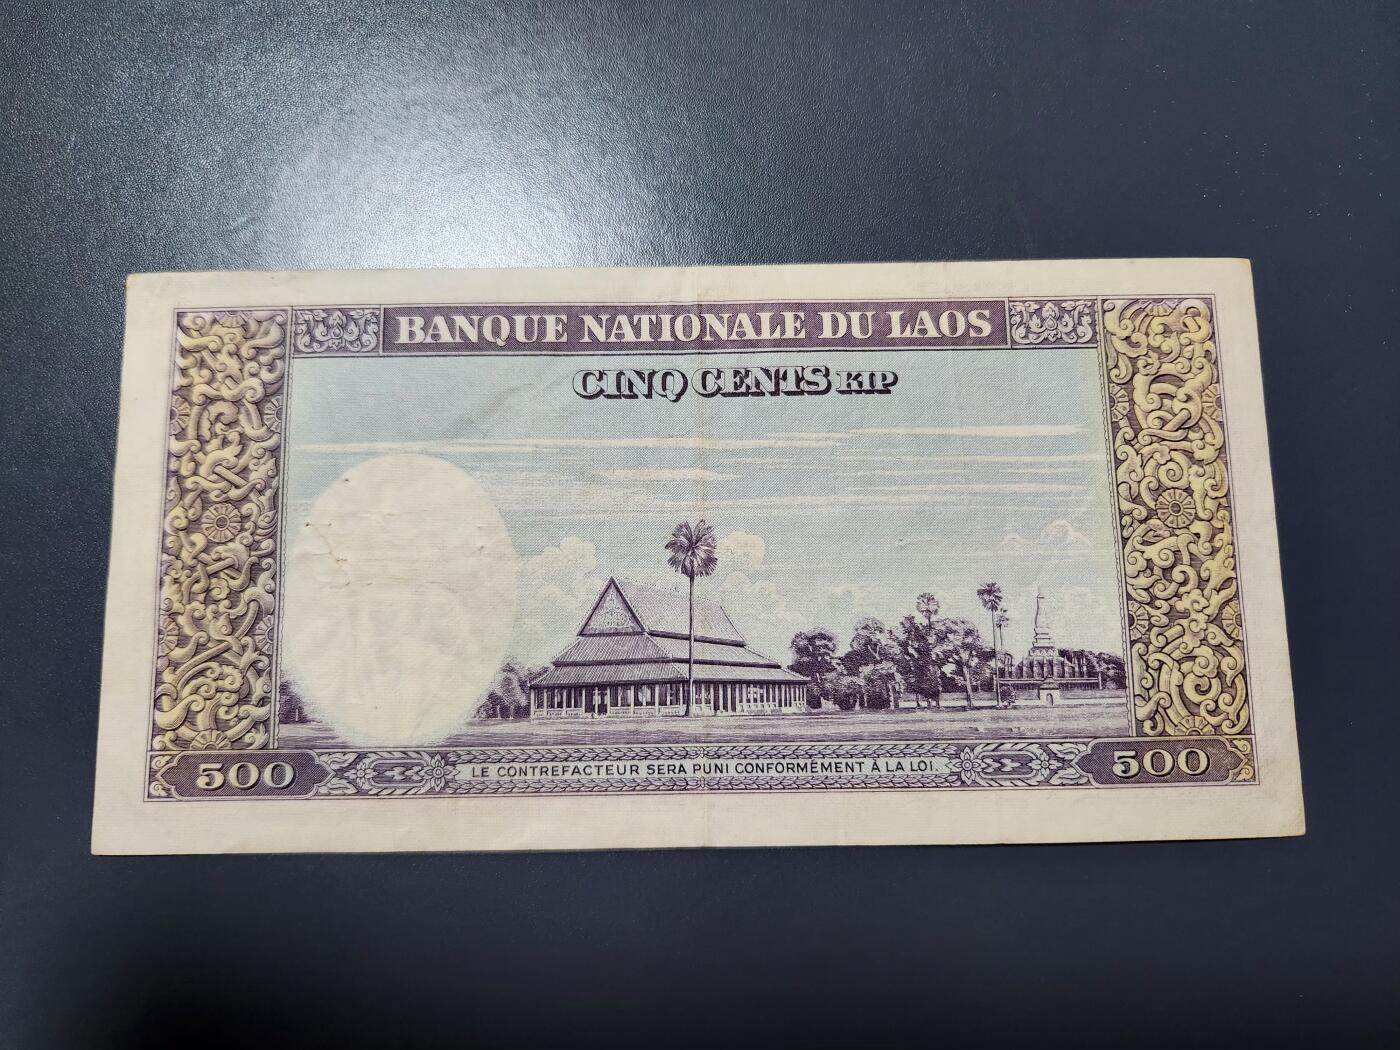 BANQUE NATIONALE DU LAOS
CINQ CENTS KIP
500 LE CONTREFACTEUR SERA PUNI CONFORMÉMENT À LA LOI. 500